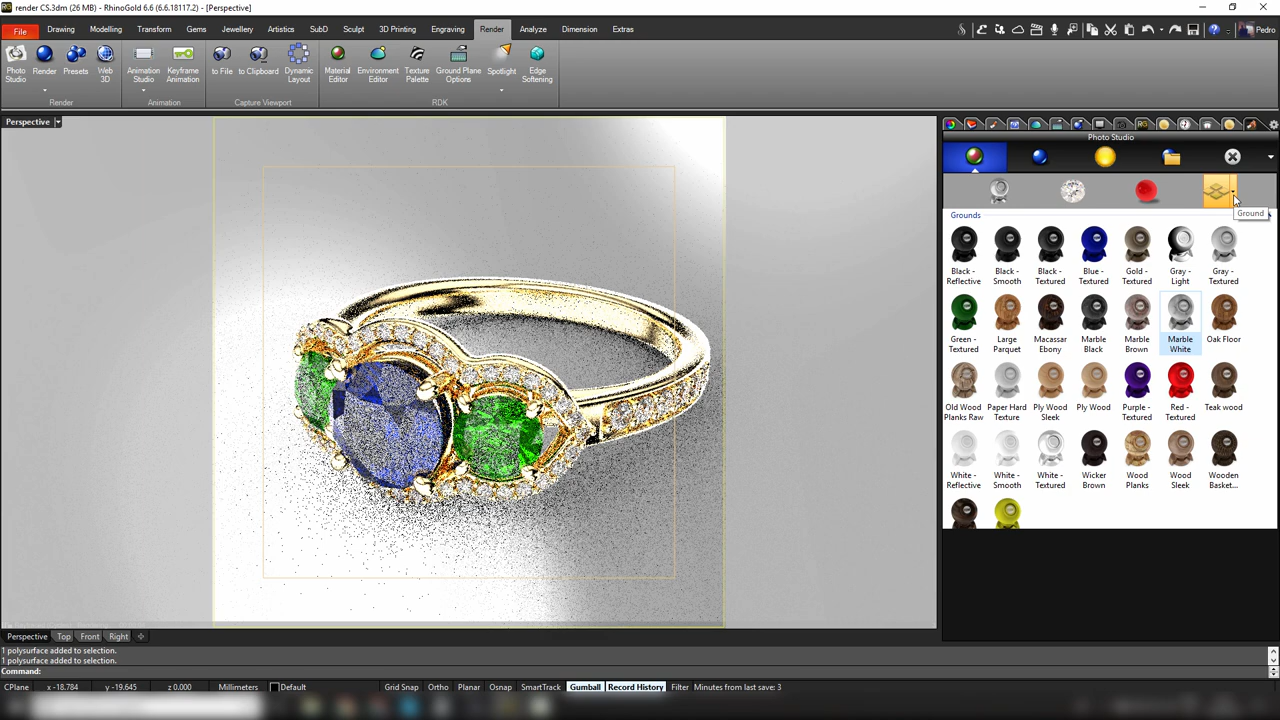 render CS.3dm (26 MB) - RhinoGold 6.6 (6.6.18117.2) - [Perspective]
File Drawing Modelling Transform Gems Jewellery Artistics SubD Sculpt 3D Printing Engraving Render Analyze Dimension Extras Pedro
Photo Studio Render Presets Web 3D Animation Studio Keyframe Animation to File to Clipboard Dynamic Layout Material Editor Environment Editor Texture Palette Ground Plane Options Spotlight Edge Softening
Render Animation Capture Viewport RDK
Perspective
Photo Studio
Ground
Grounds
Black - Reflective Black - Smooth Black - Textured Blue - Textured Gold - Textured Gray - Light Gray - Textured
Green - Textured Large Parquet Macassar Ebony Marble Black Marble Brown Marble White Oak Floor
Old Wood Planks Raw Paper Hard Texture Ply Wood Sleek Ply Wood Purple - Textured Red - Textured Teak wood
White - Reflective White - Smooth White - Textured Wicker Brown Wood Planks Wood Sleek Wooden Basket...
Perspective Top Front Right
1 polysurface added to selection.
1 polysurface added to selection.
Command:
CPlane x -18.784 y -19.645 z 0.000 Millimeters Default Grid Snap Ortho Planar Osnap SmartTrack Gumball Record History Filter Minutes from last save: 3